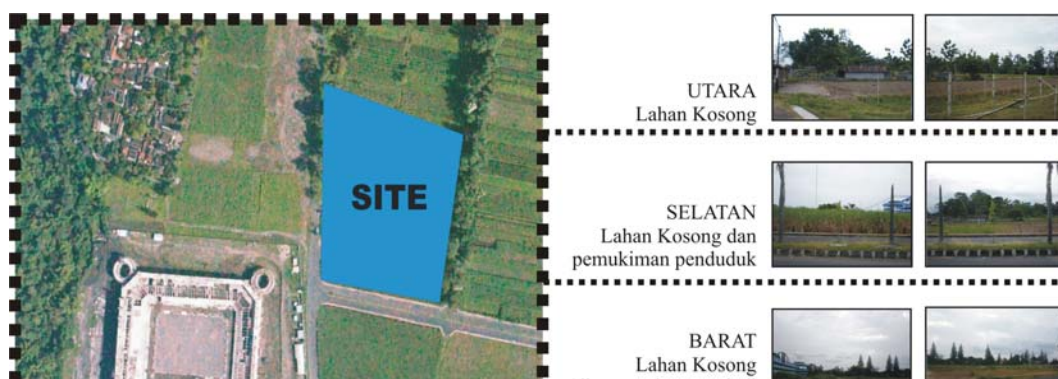 SITE
UTARA
Lahan Kosong
SELATAN
Lahan Kosong dan
pemukiman penduduk
BARAT
Lahan Kosong